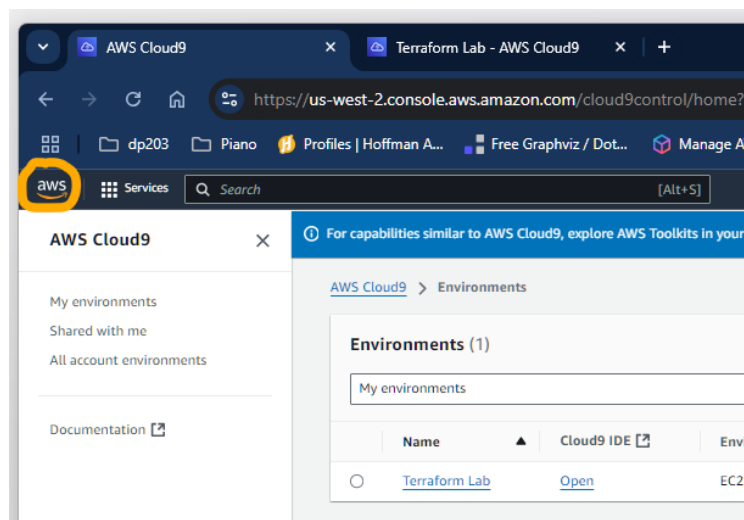 AWS Cloud9
Terraform Lab - AWS Cloud9
https://us-west-2.console.aws.amazon.com/cloud9control/home?
dp203 Piano Profiles | Hoffman A... Free Graphviz / Dot... Manage A
aws Services Search [Alt+S]
AWS Cloud9
For capabilities similar to AWS Cloud9, explore AWS Toolkits in your
My environments
Shared with me
All account environments
Documentation
AWS Cloud9 > Environments
Environments (1)
My environments
Name Cloud9 IDE Envi
Terraform Lab Open EC2